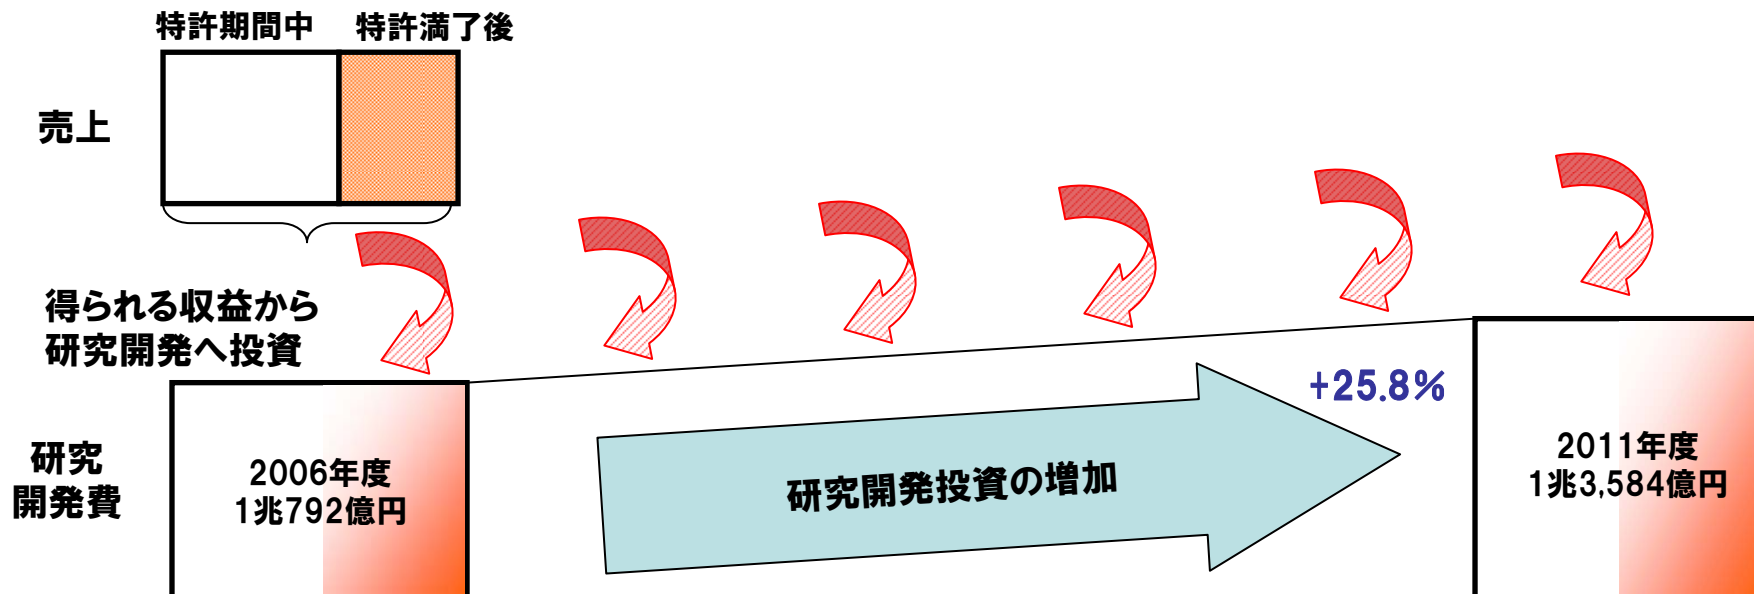 特許期間中 特許満了後
売上
得られる収益から
研究開発へ投資
+25.8%
研究
開発費
2006年度
1兆792億円
研究開発投資の増加
2011年度
1兆3,584億円